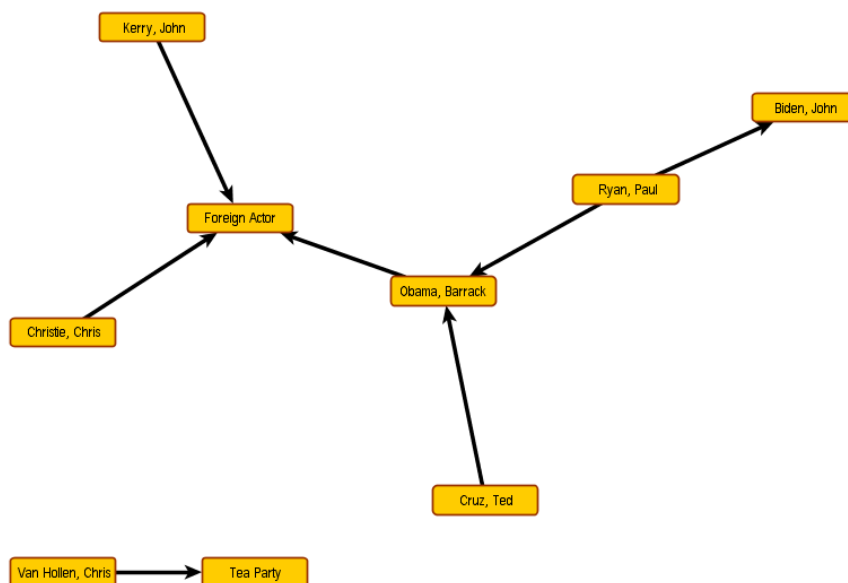 Kerry, John
Biden, John
Ryan, Paul
Foreign Actor
Obama, Barrack
Christie, Chris
Cruz, Ted
Van Hollen, Chris
Tea Party